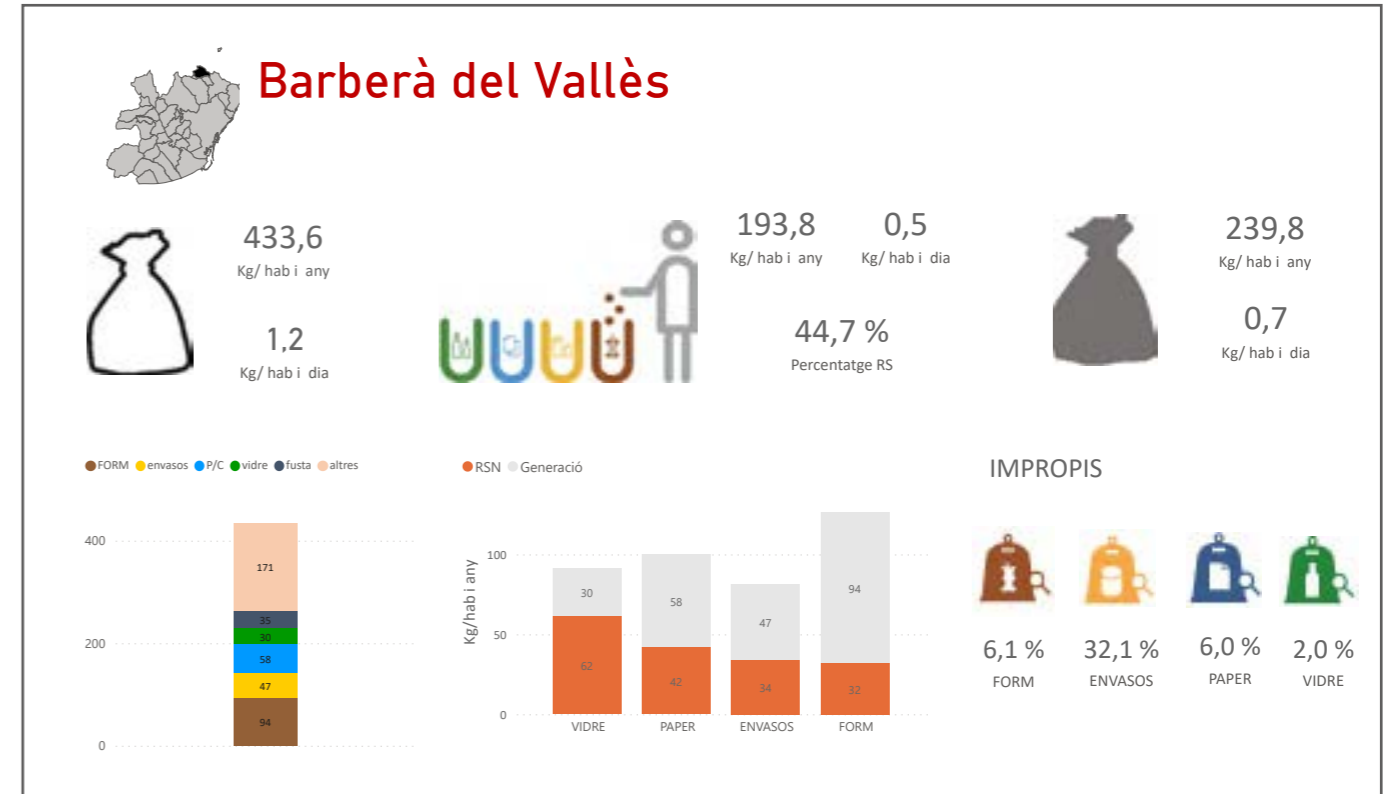 Barberà del Vallès
433,6
Kg/ hab i any
1,2
Kg/ hab i dia
193,8
Kg/ hab i any
0,5
Kg/ hab i dia
44,7 %
Percentatge RS
239,8
Kg/ hab i any
0,7
Kg/ hab i dia
FORM envasos P/C vidre fusta altres
400
200
0
171
35
30
58
47
94
RSN Generació
Kg/hab i any
100
50
0
30
62
58
42
47
34
94
32
VIDRE PAPER ENVASOS FORM
IMPROPIS
6,1 % 32,1 % 6,0 % 2,0 %
FORM ENVASOS PAPER VIDRE